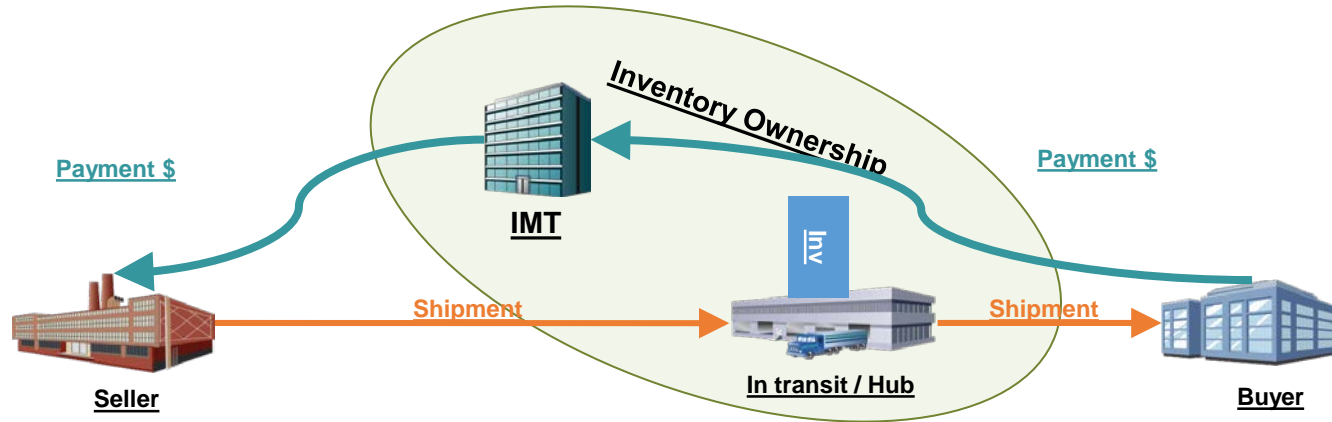 Inventory Ownership
Payment $
Payment $
IMT
Inv
Shipment
Shipment
Seller
In transit / Hub
Buyer